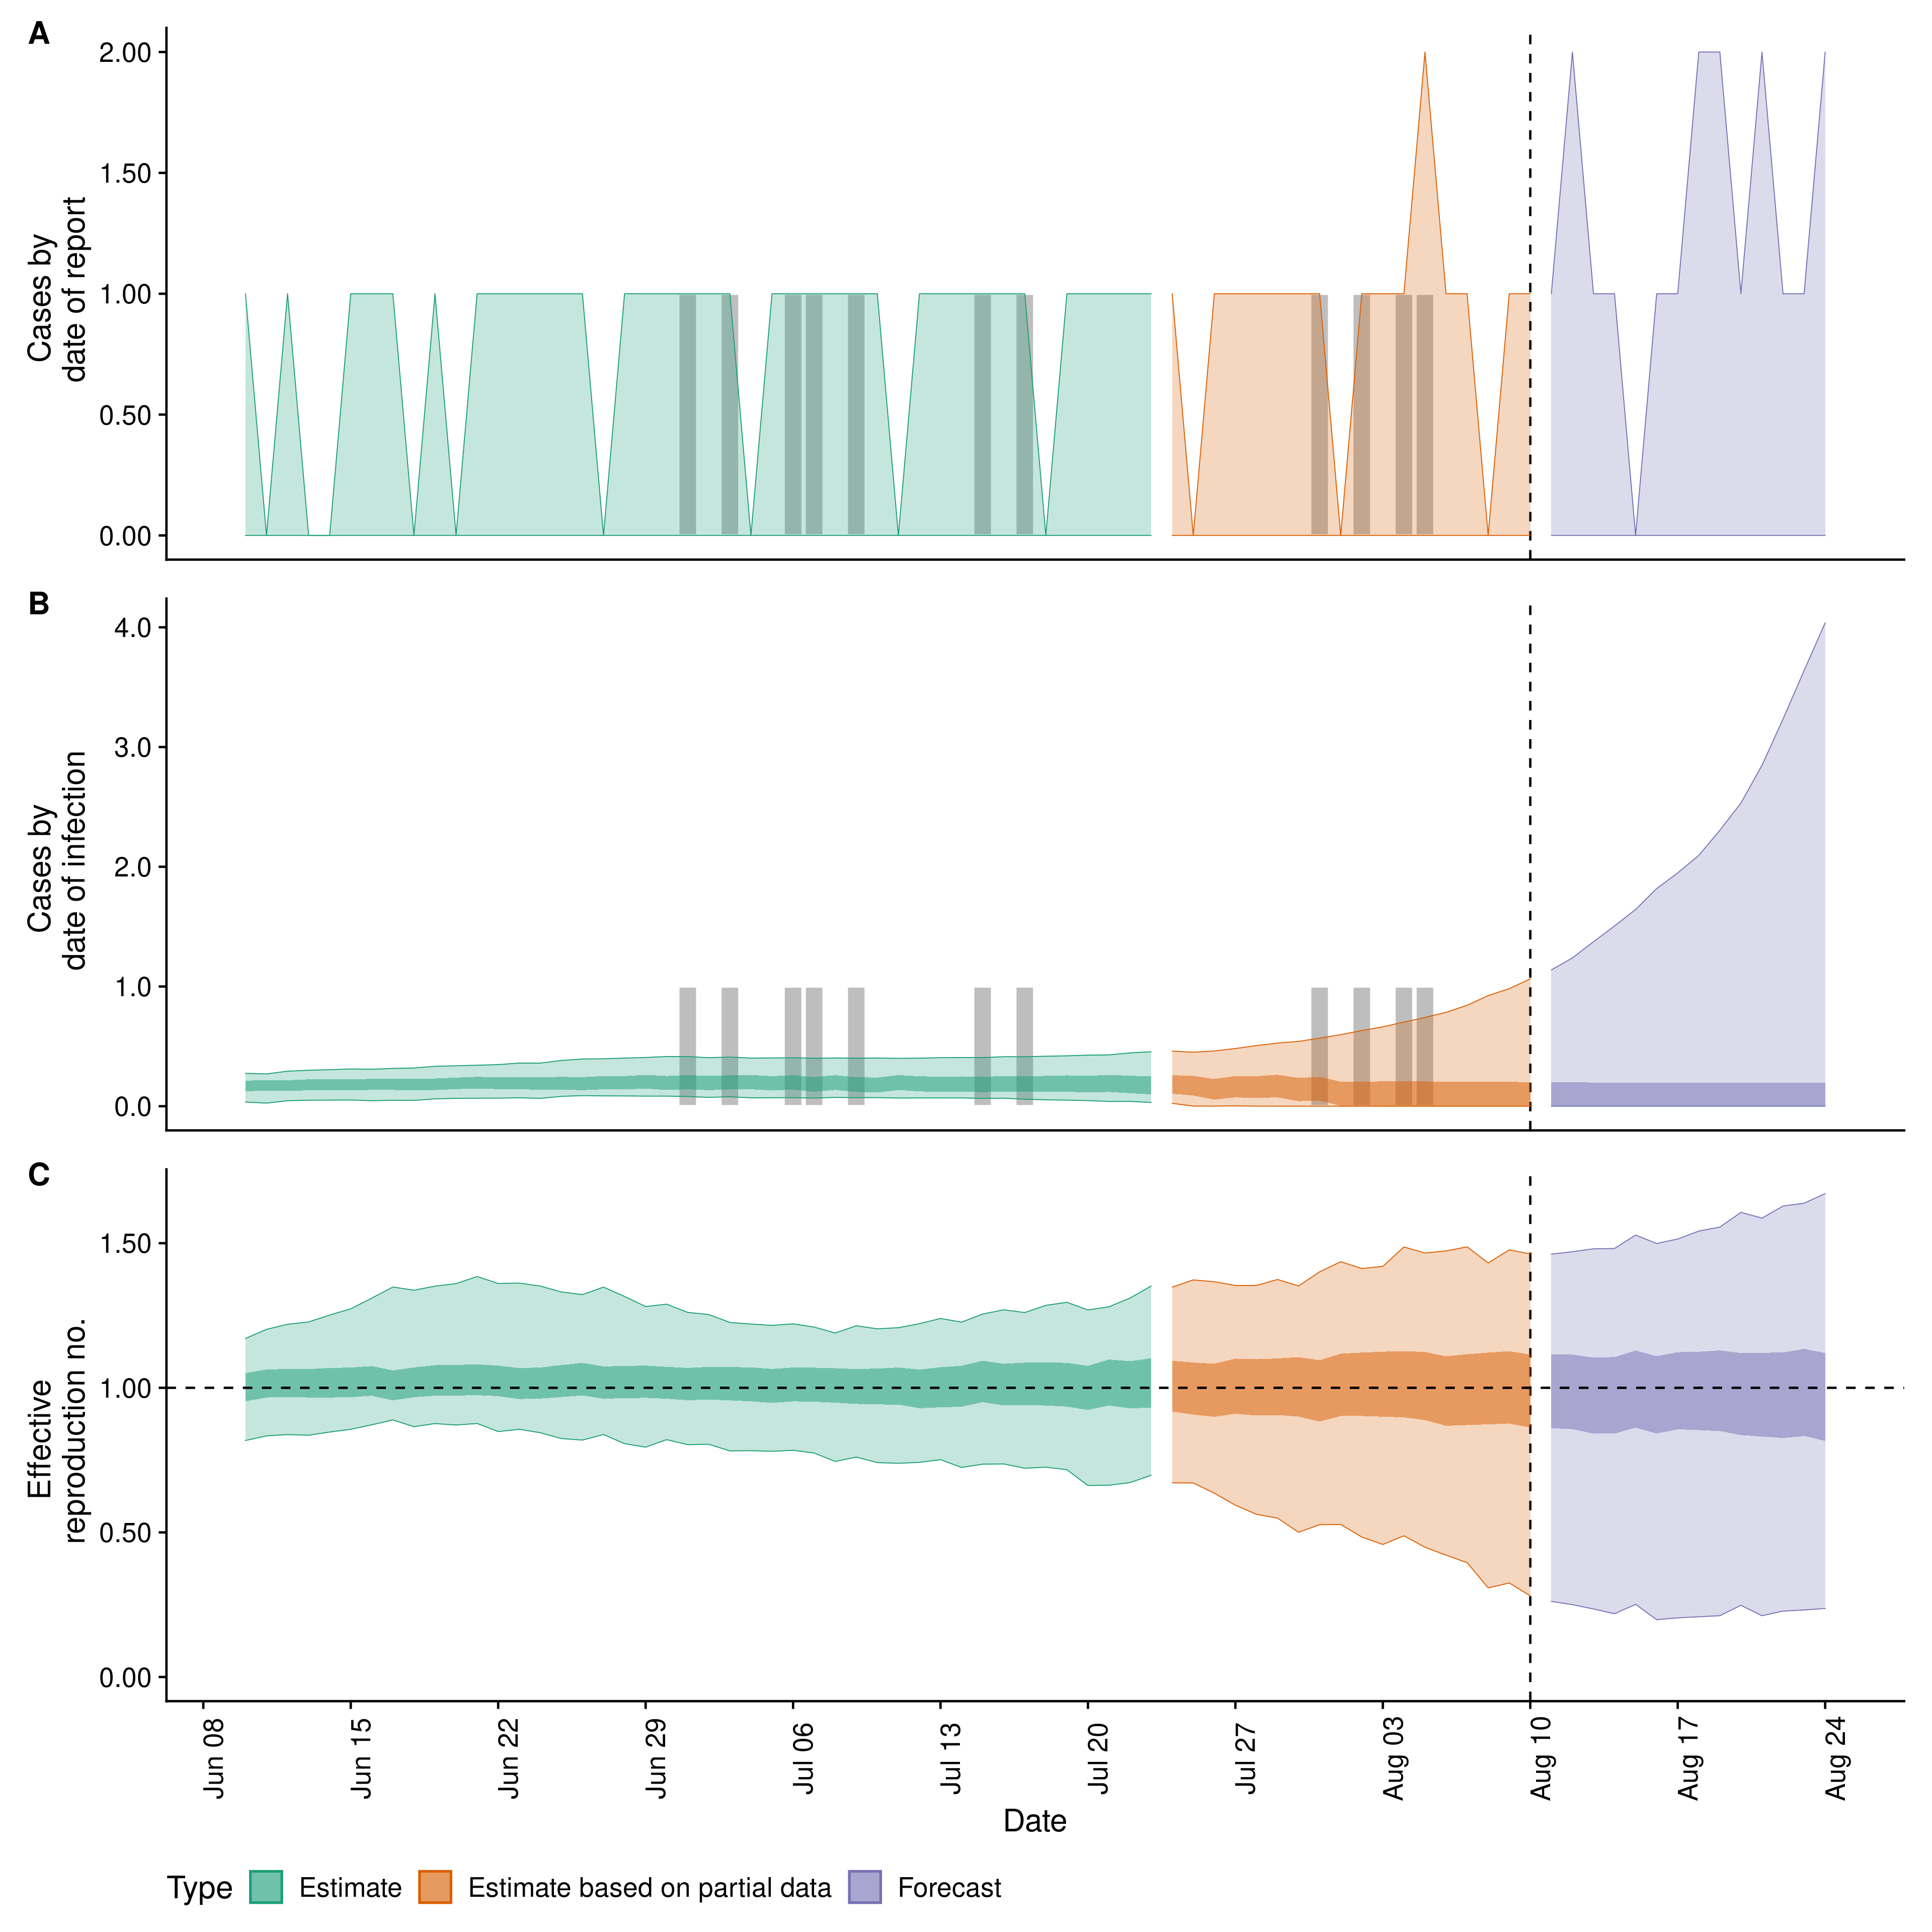 A
Cases by
date of report
2.00
1.50
1.00
0.50
0.00
B
Cases by
date of infection
4.0
3.0
2.0
1.0
0.0
C
Effective
reproduction no.
1.50
1.00
0.50
0.00
Jun 08
Jun 15
Jun 22
Jun 29
Jul 06
Jul 13
Jul 20
Jul 27
Aug 03
Aug 10
Aug 17
Aug 24
Date
Type Estimate Estimate based on partial data Forecast